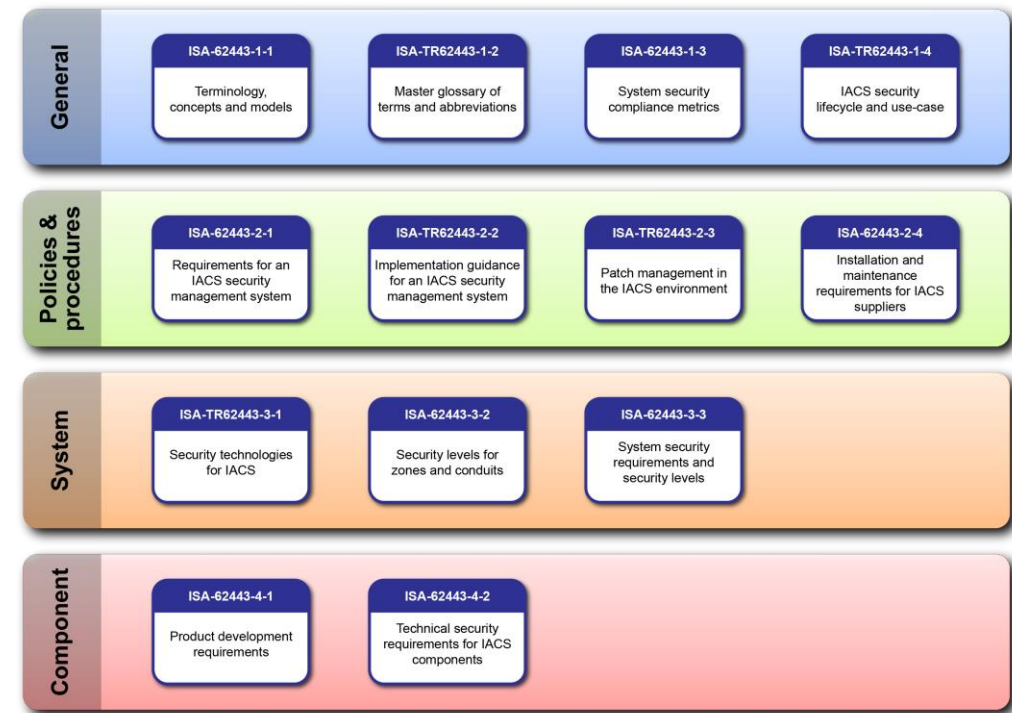 General
ISA-62443-1-1
Terminology,
concepts and models
ISA-TR62443-1-2
Master glossary of
terms and abbreviations
ISA-62443-1-3
System security
compliance metrics
ISA-TR62443-1-4
IACS security
lifecycle and use-case
Policies &
procedures
ISA-62443-2-1
Requirements for an
IACS security
management system
ISA-TR62443-2-2
Implementation guidance
for an IACS security
management system
ISA-TR62443-2-3
Patch management in
the IACS environment
ISA-62443-2-4
Installation and
maintenance
requirements for IACS
suppliers
System
ISA-TR62443-3-1
Security technologies
for IACS
ISA-62443-3-2
Security levels for
zones and conduits
ISA-62443-3-3
System security
requirements and
security levels
Component
ISA-62443-4-1
Product development
requirements
ISA-62443-4-2
Technical security
requirements for IACS
components